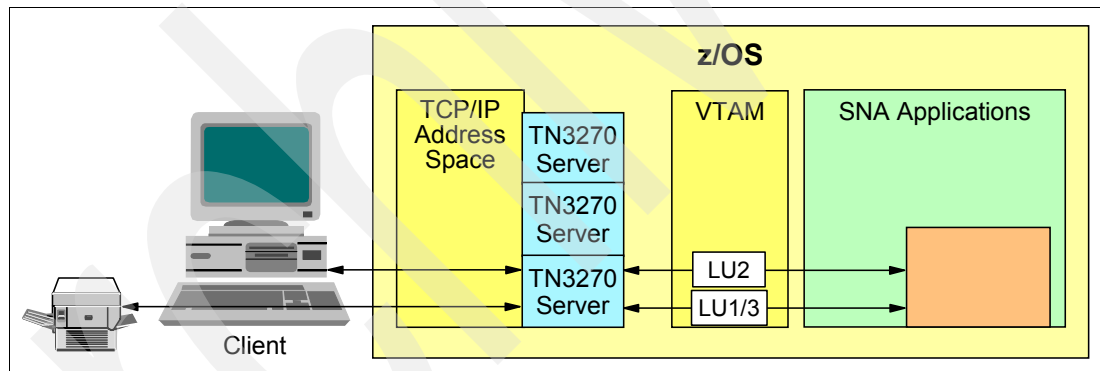 z/OS
TCP/IP
Address
Space
TN3270
Server
TN3270
Server
TN3270
Server
VTAM
SNA Applications
LU2
LU1/3
Client